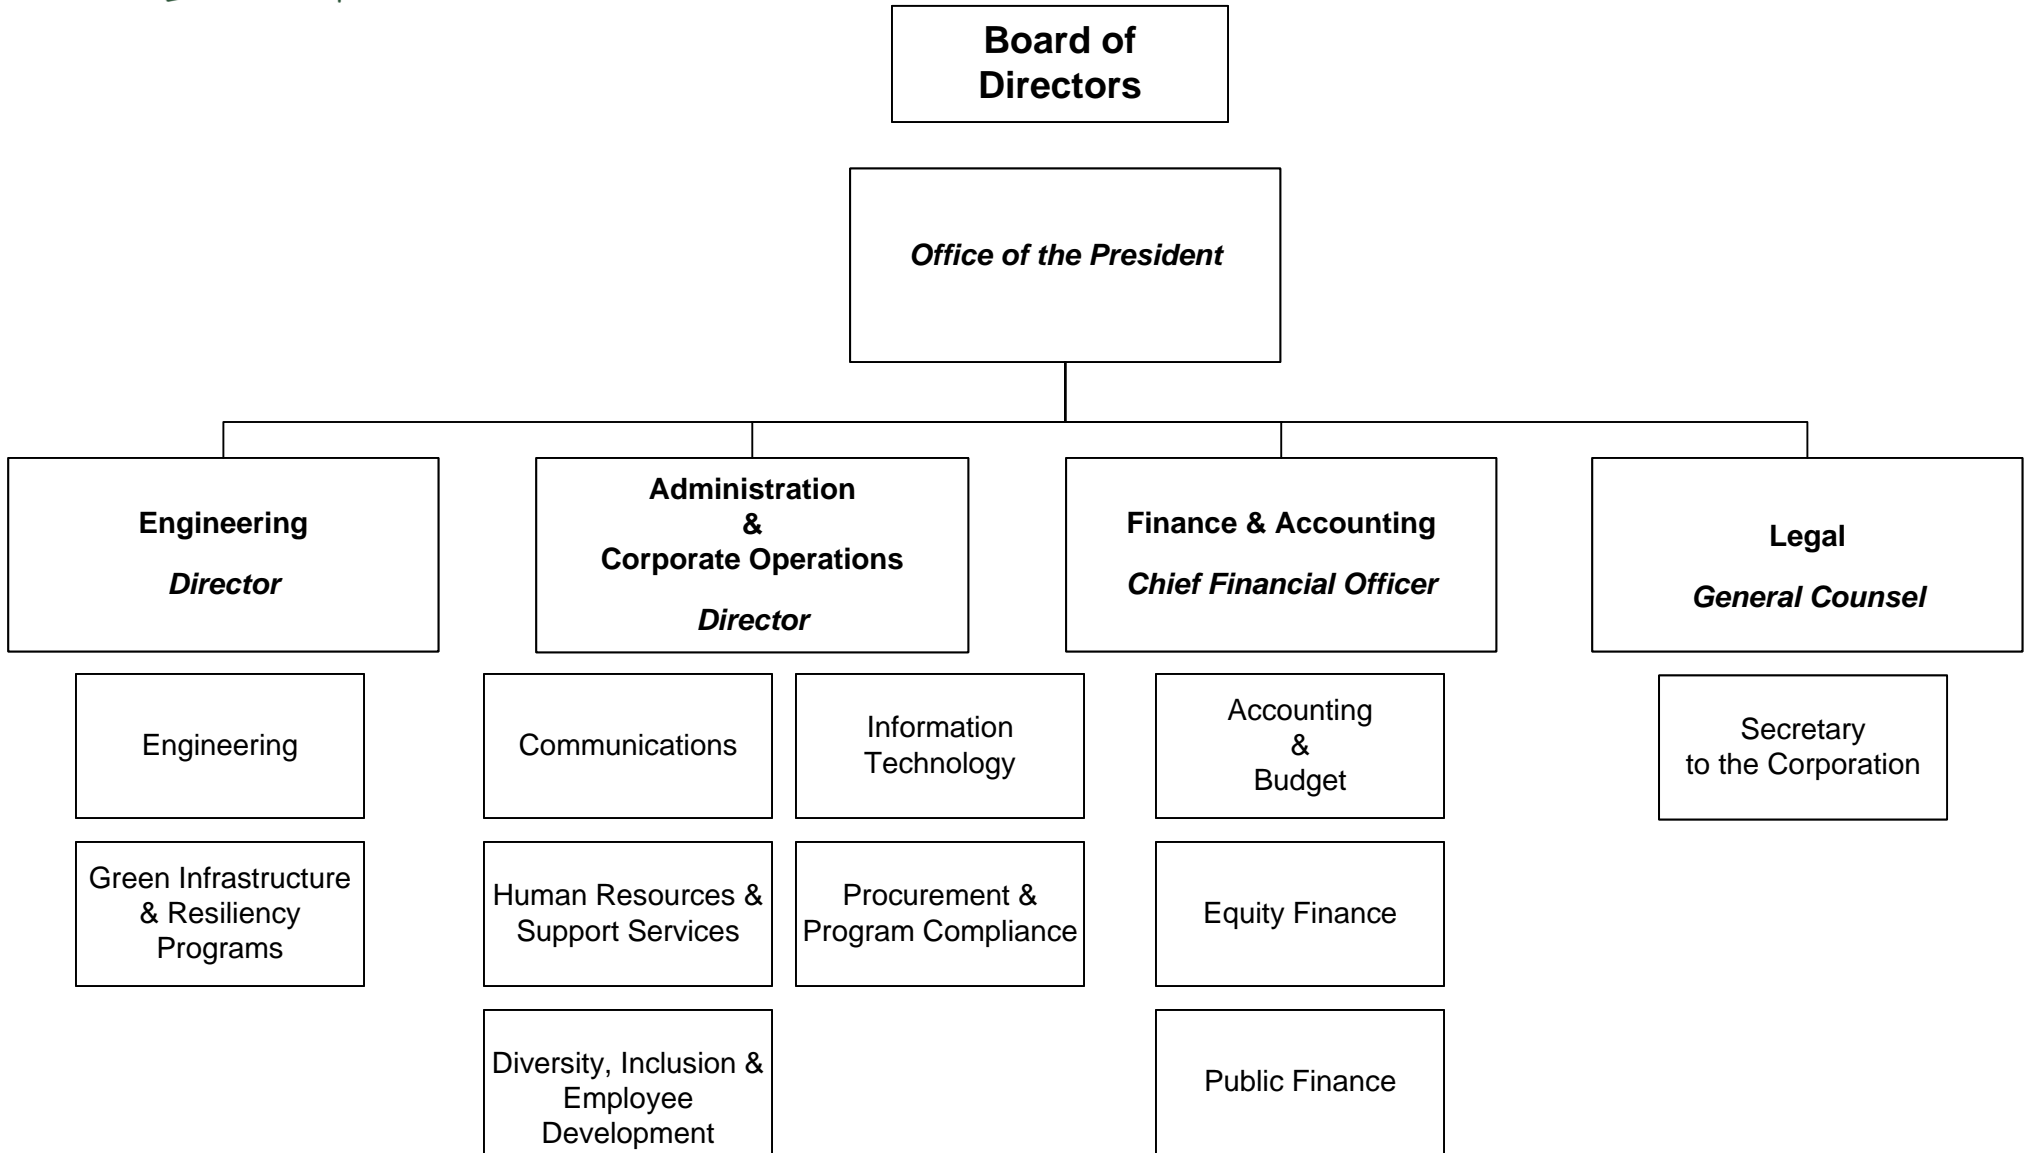 Board of
Directors
Office of the President
Engineering
Director
Administration
&
Corporate Operations
Director
Finance & Accounting
Chief Financial Officer
Legal
General Counsel
Engineering
Green Infrastructure
& Resiliency
Programs
Communications
Human Resources &
Support Services
Diversity, Inclusion &
Employee
Development
Information
Technology
Procurement &
Program Compliance
Accounting
&
Budget
Equity Finance
Public Finance
Secretary
to the Corporation